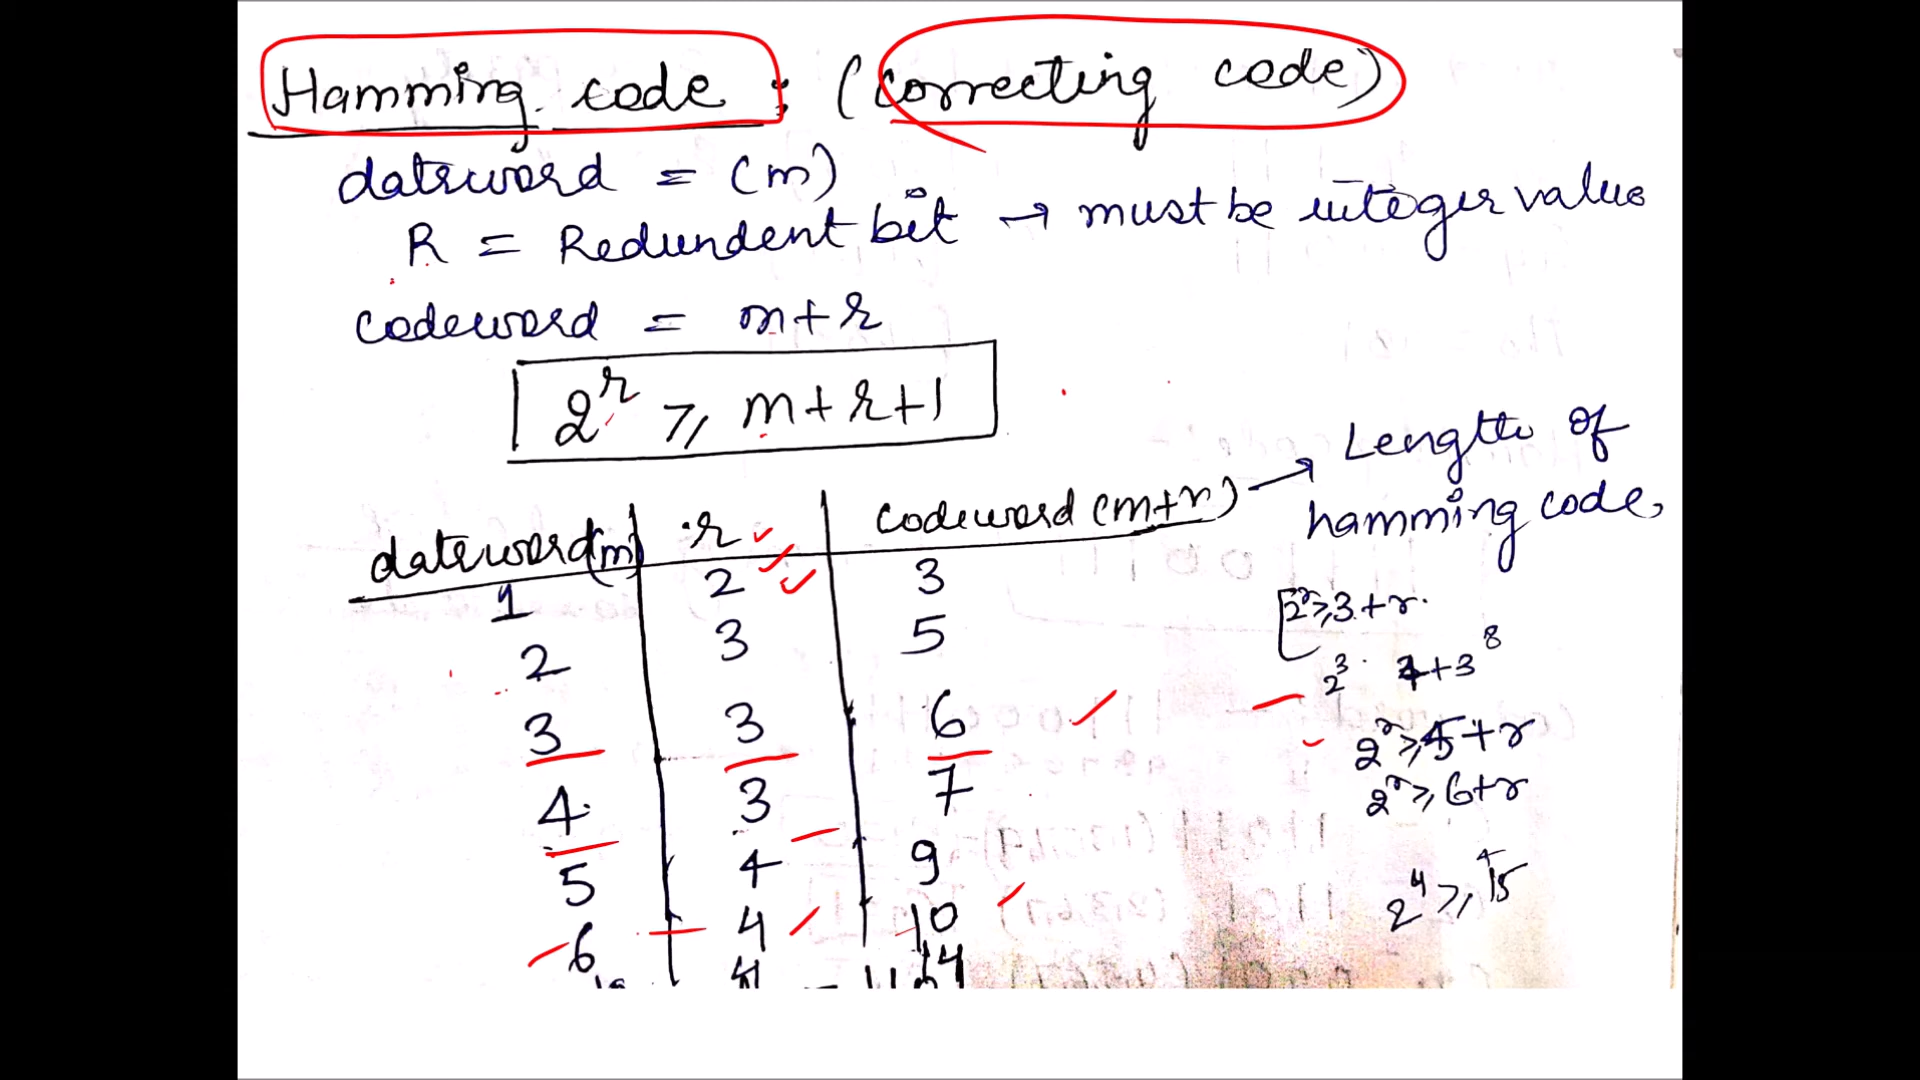 Hamming code : (correcting code)
dataword = (m)
R = Redundent bit → must be integer value
codeword = m+r
2^r ≥ m+r+1
dataword(m) r codeword (m+r) → Length of hamming code,
1 2 3
2 3 5
3 3 6
4 3 7
5 4 9
6 4 10
4 14
2^r ≥ 3+r
2^3 4+3 8
2^r ≥ 5+r
2^r ≥ 6+r
2^4 ≥ 15